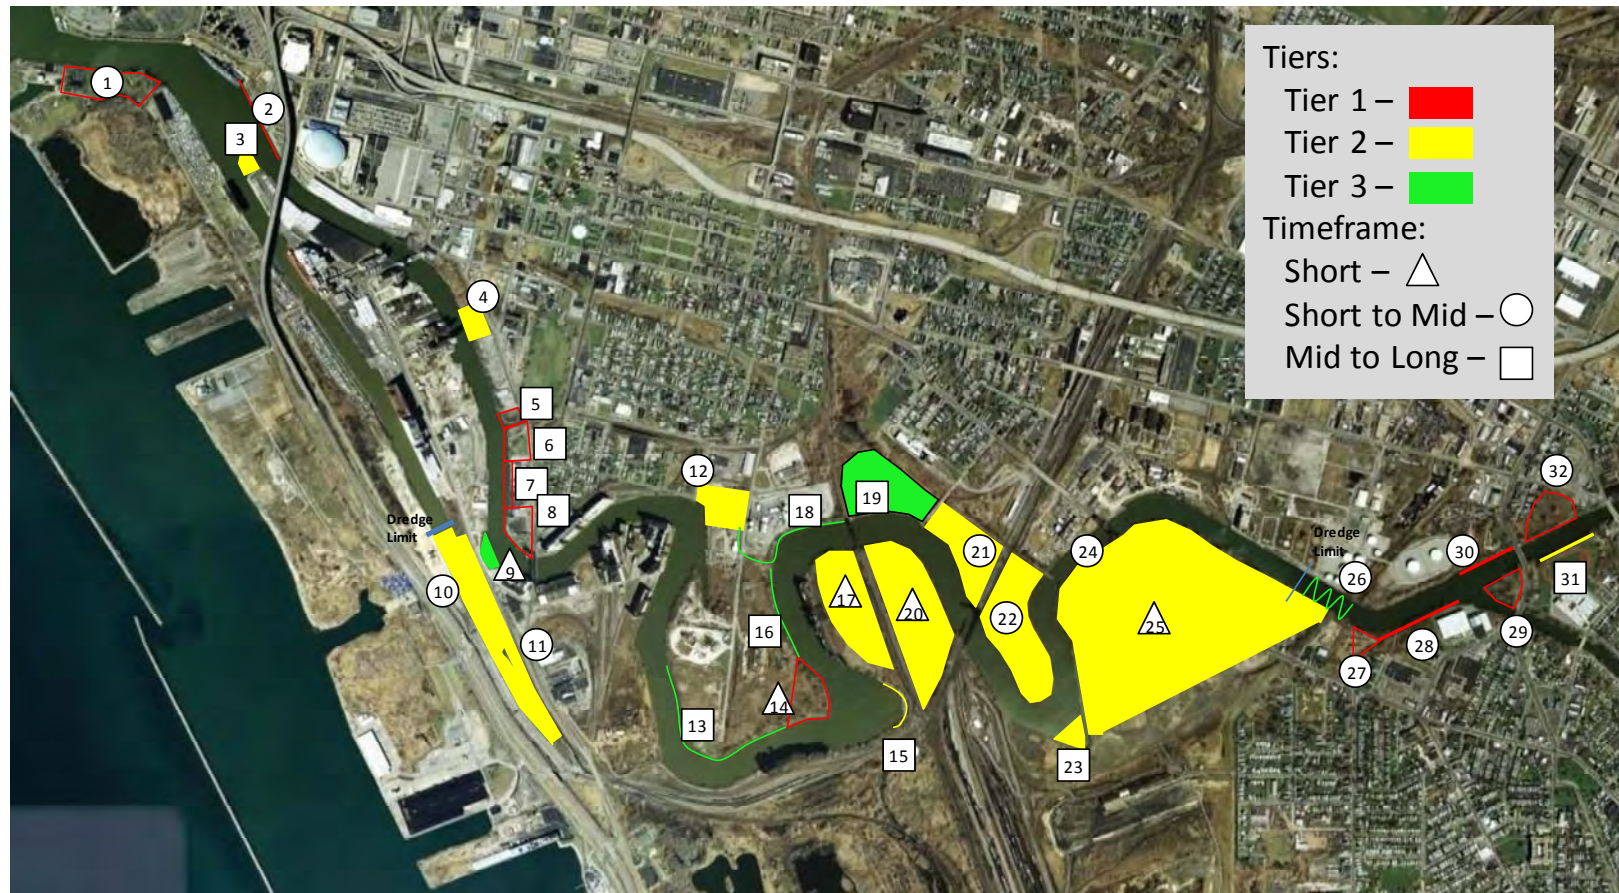 Tiers:
Tier 1 –
Tier 2 –
Tier 3 –
Timeframe:
Short –
Short to Mid –
Mid to Long –
1
2
3
4
5
6
7
8
Dredge
Limit
9
10
11
12
13
14
15
16
17
18
19
20
21
22
23
24
25
Dredge
Limit
26
27
28
29
30
31
32